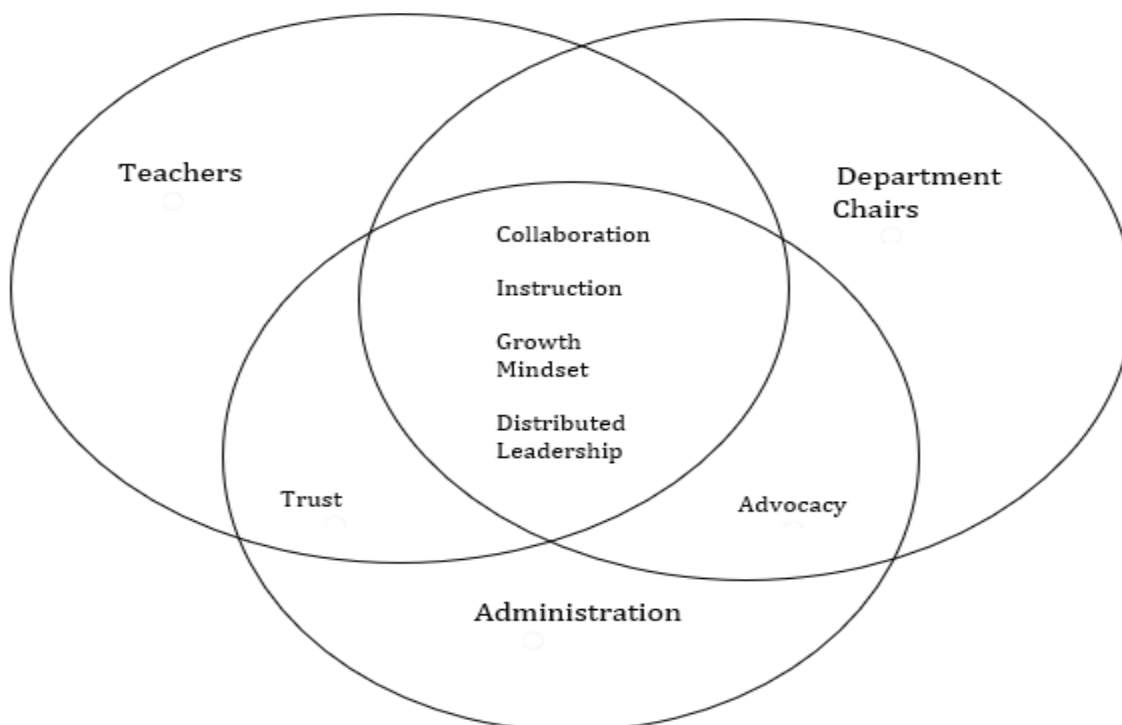 Teachers
Department
Chairs
Collaboration
Instruction
Growth
Mindset
Distributed
Leadership
Trust
Advocacy
Administration